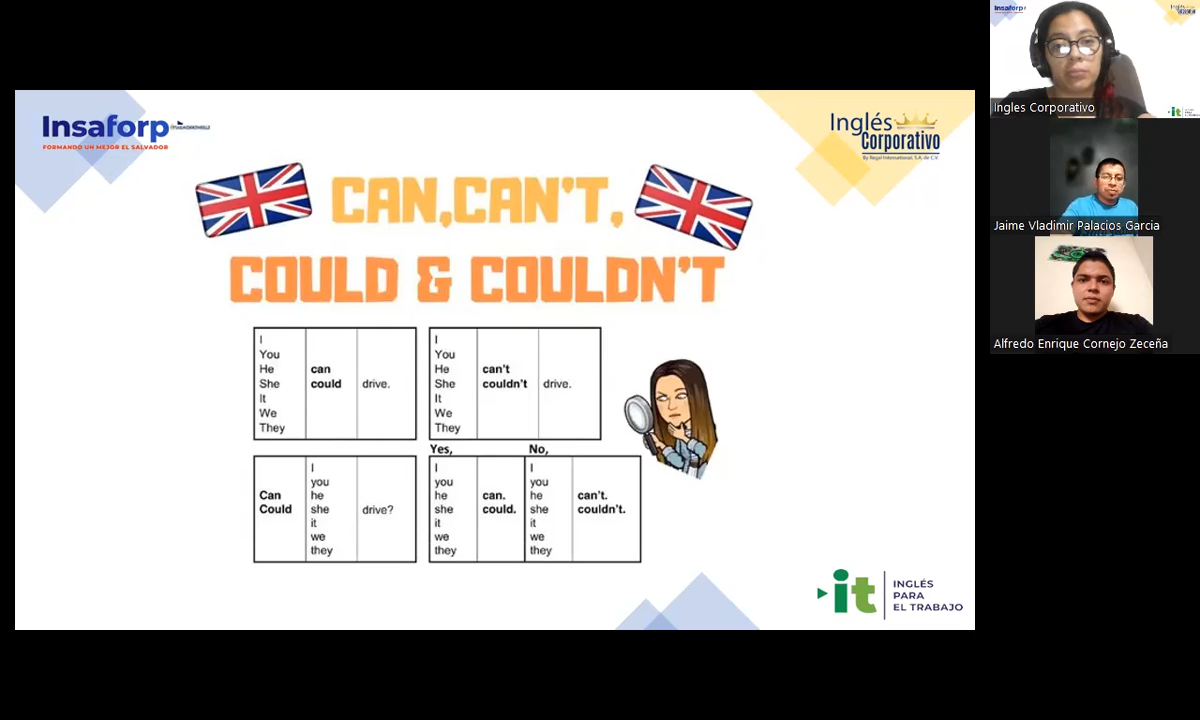 Insaforp
FORMANDO UN MEJOR EL SALVADOR
Inglés
Corporativo
By Regal International, S.A. de C.V.
CAN,CAN'T,
COULD & COULDN'T
I
You
He
She
It
We
They
can
could
drive.
I
You
He
She
It
We
They
can't
couldn't
drive.
Can
Could
I
you
he
she
it
we
they
drive?
Yes,
I
you
he
she
it
we
they
can.
could.
No,
I
you
he
she
it
we
they
can't.
couldn't.
it
INGLÉS
PARA
EL TRABAJO
Insaforp
Inglés
Corporativo
it
Ingles Corporativo
Jaime Vladimir Palacios Garcia
Alfredo Enrique Cornejo Zeceña